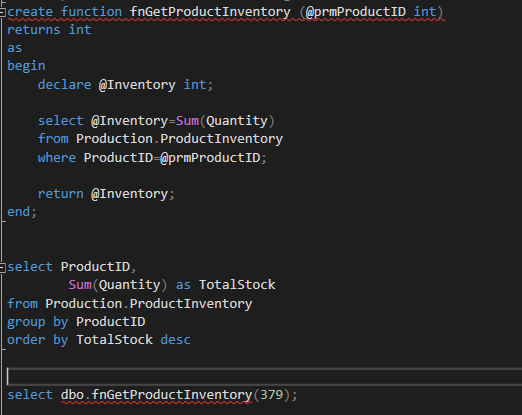 create function fnGetProductInventory (@prmProductID int)
returns int
as
begin
    declare @Inventory int;
    select @Inventory=Sum(Quantity)
    from Production.ProductInventory
    where ProductID=@prmProductID;
    return @Inventory;
end;
select ProductID,
        Sum(Quantity) as TotalStock
from Production.ProductInventory
group by ProductID
order by TotalStock desc
select dbo.fnGetProductInventory(379);